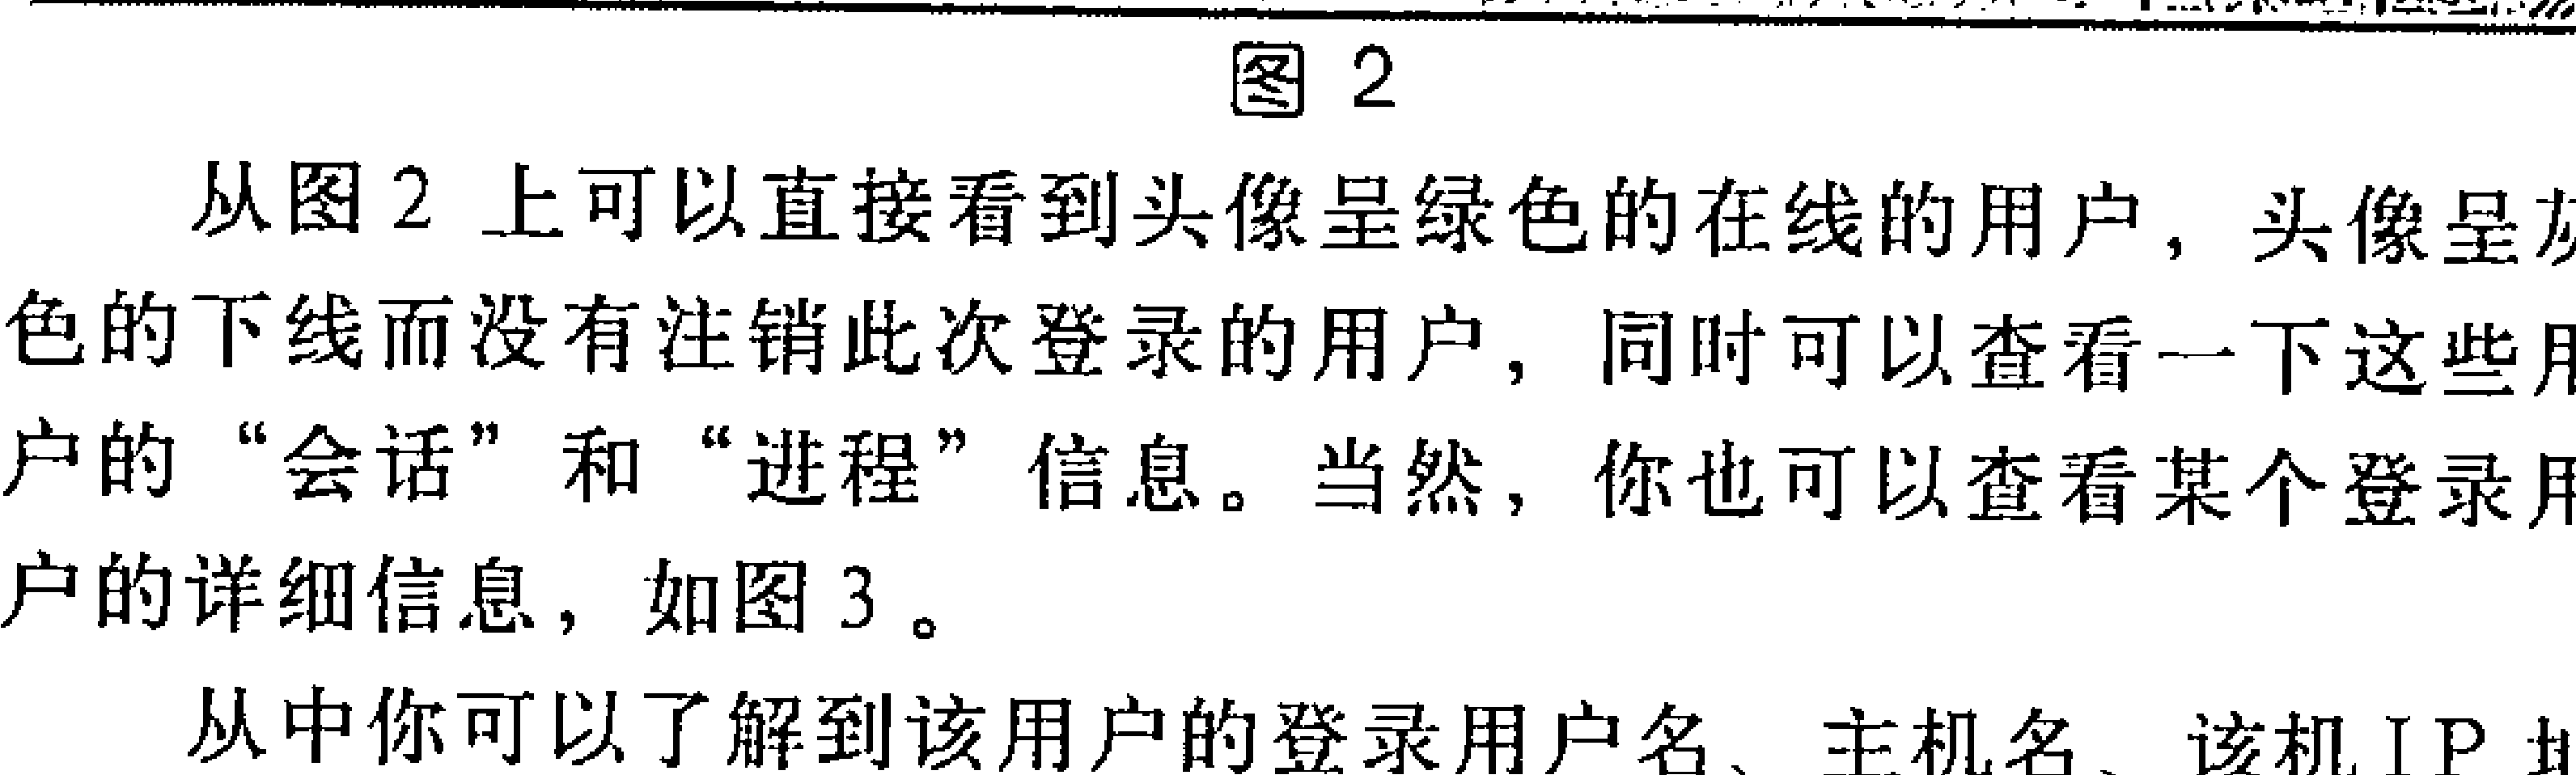 图 2
从图 2 上可以直接看到头像呈绿色的在线的用户，头像呈灰
色的下线而没有注销此次登录的用户，同时可以查看一下这些用
户的“会话”和“进程”信息。当然，你也可以查看某个登录用
户的详细信息，如图 3 。
从中你可以了解到该用户的登录用户名、主机名、该机 IP 地